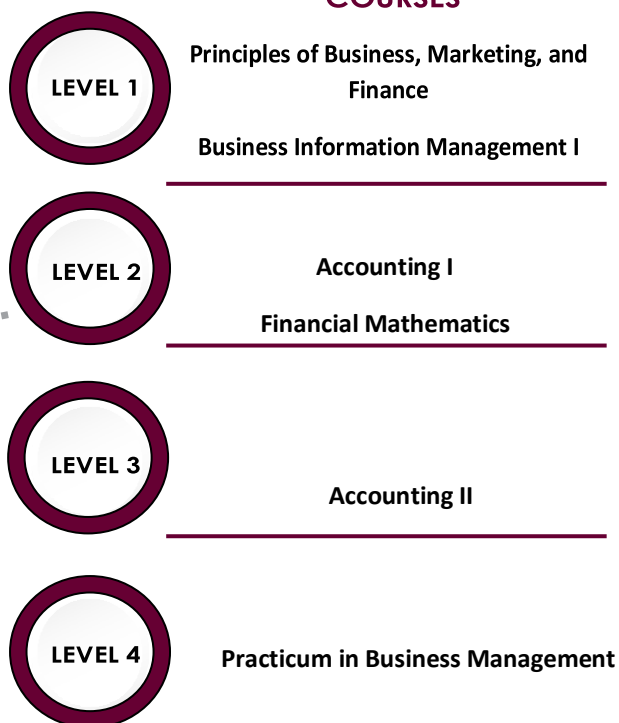 COURSES
LEVEL 1
Principles of Business, Marketing, and
Finance
Business Information Management I
LEVEL 2
Accounting I
Financial Mathematics
LEVEL 3
Accounting II
LEVEL 4
Practicum in Business Management